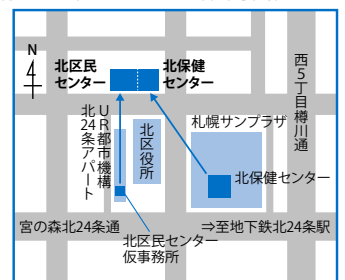 N
北区民
センター
北保健
センター
西5丁目樽川通
UR都市機構
北24条アパート
北区役所
札幌サンプラザ
北保健センター
宮の森北24条通
⇒至地下鉄北24条駅
北区民センター
仮事務所